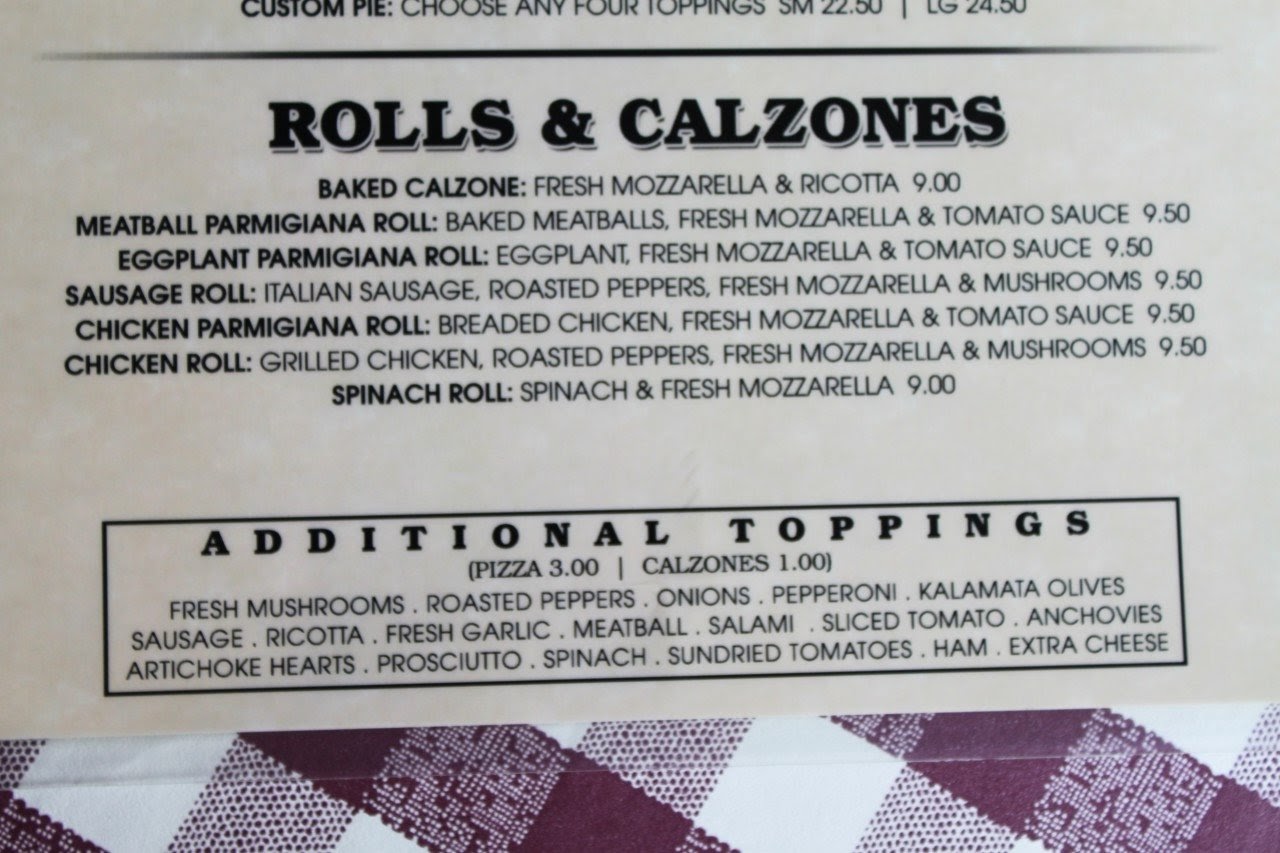 CUSTOM PIE: CHOOSE ANY FOUR TOPPINGS SM 22.50 | LG 24.50
ROLLS & CALZONES
BAKED CALZONE: FRESH MOZZARELLA & RICOTTA 9.00
MEATBALL PARMIGIANA ROLL: BAKED MEATBALLS, FRESH MOZZARELLA & TOMATO SAUCE 9.50
EGGPLANT PARMIGIANA ROLL: EGGPLANT, FRESH MOZZARELLA & TOMATO SAUCE 9.50
SAUSAGE ROLL: ITALIAN SAUSAGE, ROASTED PEPPERS, FRESH MOZZARELLA & MUSHROOMS 9.50
CHICKEN PARMIGIANA ROLL: BREADED CHICKEN, FRESH MOZZARELLA & TOMATO SAUCE 9.50
CHICKEN ROLL: GRILLED CHICKEN, ROASTED PEPPERS, FRESH MOZZARELLA & MUSHROOMS 9.50
SPINACH ROLL: SPINACH & FRESH MOZZARELLA 9.00
ADDITIONAL TOPPINGS
(PIZZA 3.00 | CALZONES 1.00)
FRESH MUSHROOMS . ROASTED PEPPERS . ONIONS . PEPPERONI . KALAMATA OLIVES
SAUSAGE . RICOTTA . FRESH GARLIC . MEATBALL . SALAMI . SLICED TOMATO . ANCHOVIES
ARTICHOKE HEARTS . PROSCIUTTO . SPINACH . SUNDRIED TOMATOES . HAM . EXTRA CHEESE